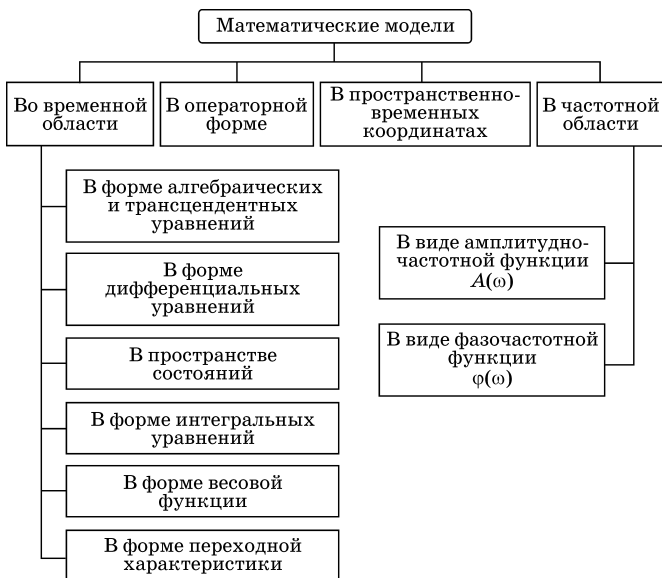 Математические модели
Во временной
области
В операторной
форме
В пространственно-
временных
координатах
В частотной
области
В форме алгебраических
и трансцендентных
уравнений
В форме
дифференциальных
уравнений
В пространстве
состояний
В форме интегральных
уравнений
В форме весовой
функции
В форме переходной
характеристики
В виде амплитудно-
частотной функции
A(ω)
В виде фазочастотной
функции
φ(ω)